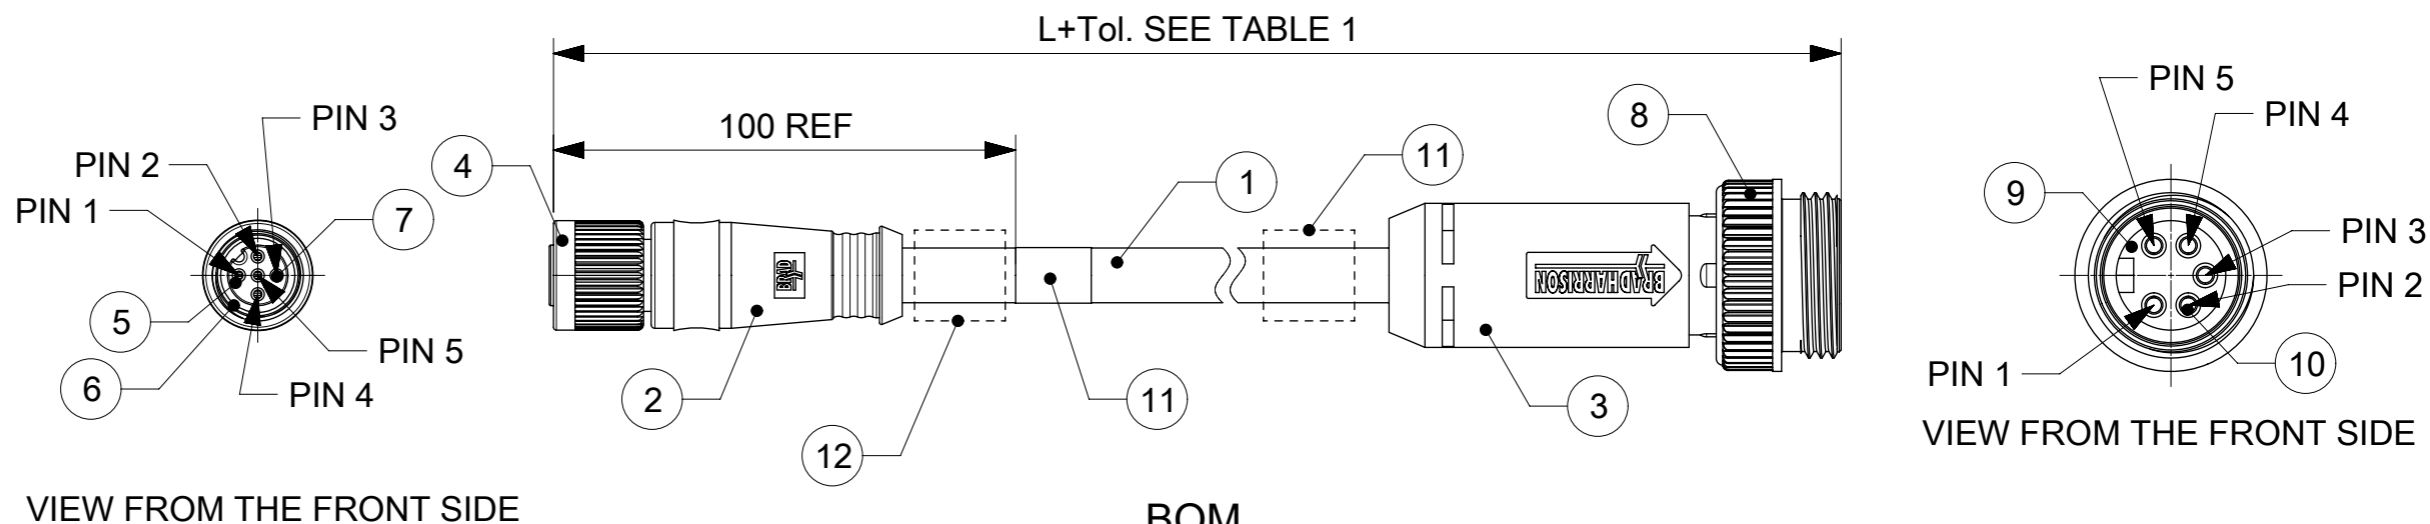 L+Tol. SEE TABLE 1
100 REF
PIN 3
PIN 2
PIN 1
4
7
5
6
PIN 5
PIN 4
VIEW FROM THE FRONT SIDE
BRAD
2
12
11
1
11
8
BRADHARRISON
3
PIN 5
PIN 4
9
PIN 3
PIN 2
PIN 1
10
VIEW FROM THE FRONT SIDE
BOM